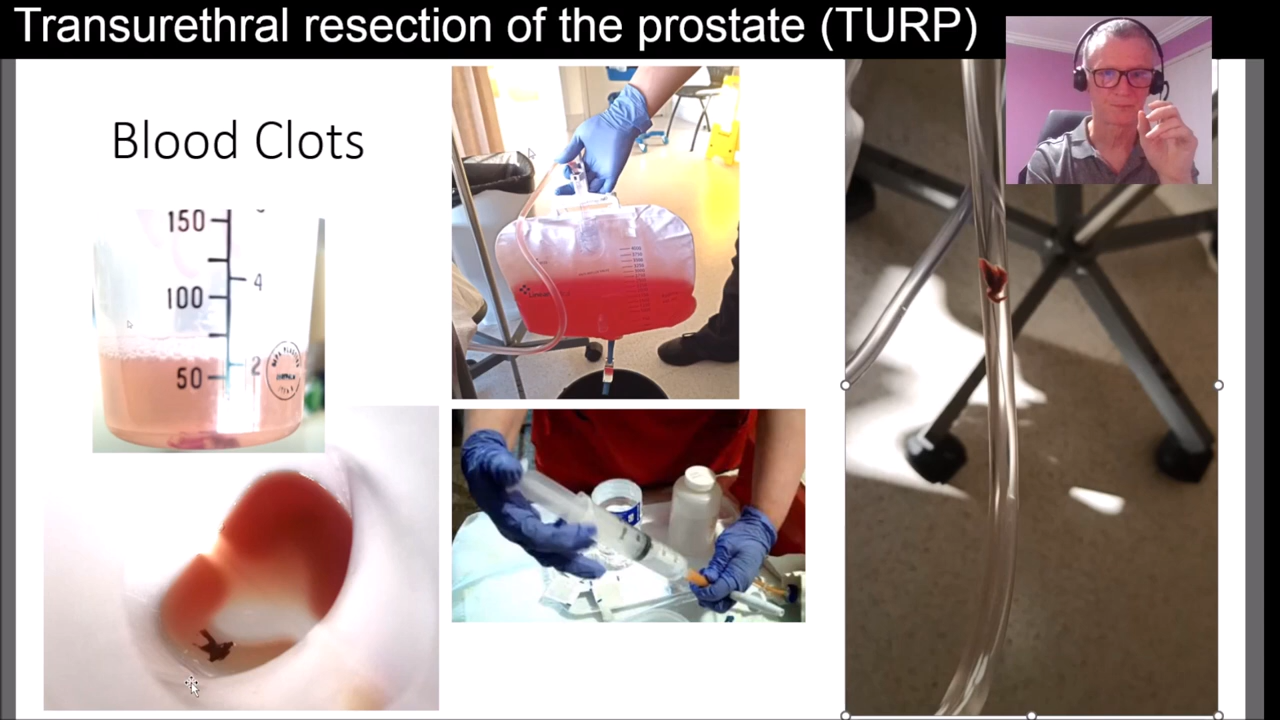 Transurethral resection of the prostate (TURP)
Blood Clots
150
4
100
2
50